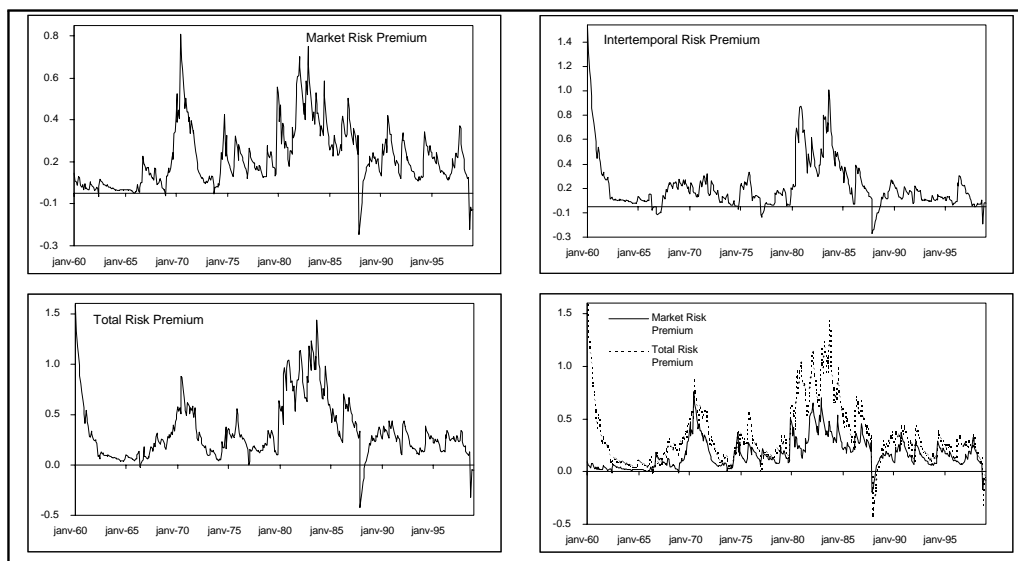 Market Risk Premium
0.8
0.6
0.4
0.2
-0.1
-0.3
janv-60 janv-65 janv-70 janv-75 janv-80 janv-85 janv-90 janv-95
Intertemporal Risk Premium
1.4
1.2
1.0
0.8
0.6
0.4
0.2
-0.1
-0.3
janv-60 janv-65 janv-70 janv-75 janv-80 janv-85 janv-90 janv-95
Total Risk Premium
1.5
1.0
0.5
0.0
-0.5
janv-60 janv-65 janv-70 janv-75 janv-80 janv-85 janv-90 janv-95
Market Risk
Premium
Total Risk
Premium
1.5
1.0
0.5
0.0
-0.5
janv-60 janv-65 janv-70 janv-75 janv-80 janv-85 janv-90 janv-95